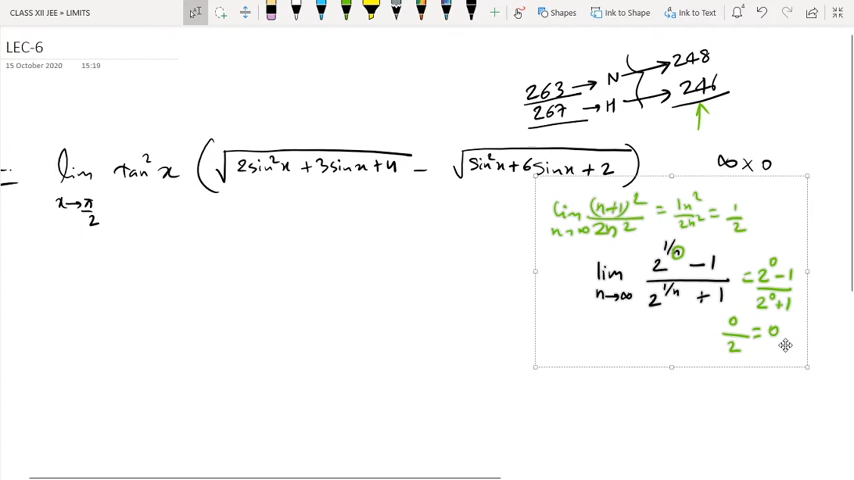 CLASS XII JEE » LIMITS
Shapes Ink to Shape Ink to Text
LEC-6
15 October 2020 15:19
263 → N → 248
267 → H → 246
lim x→π/2 tan²x (√(2sin²x + 3sinx + 4) − √(sin²x + 6sinx + 2)) ∞ × 0
lim n→∞ (n+1)²/2n² = 1n²/2n² = 1/2
lim n→∞ (2^(1/n) − 1)/(2^(1/n) + 1) = (2⁰ − 1)/(2⁰ + 1)
0/2 = 0